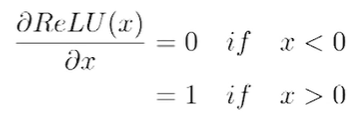 ∂ReLU(x)/∂x = 0 if x < 0
= 1 if x > 0